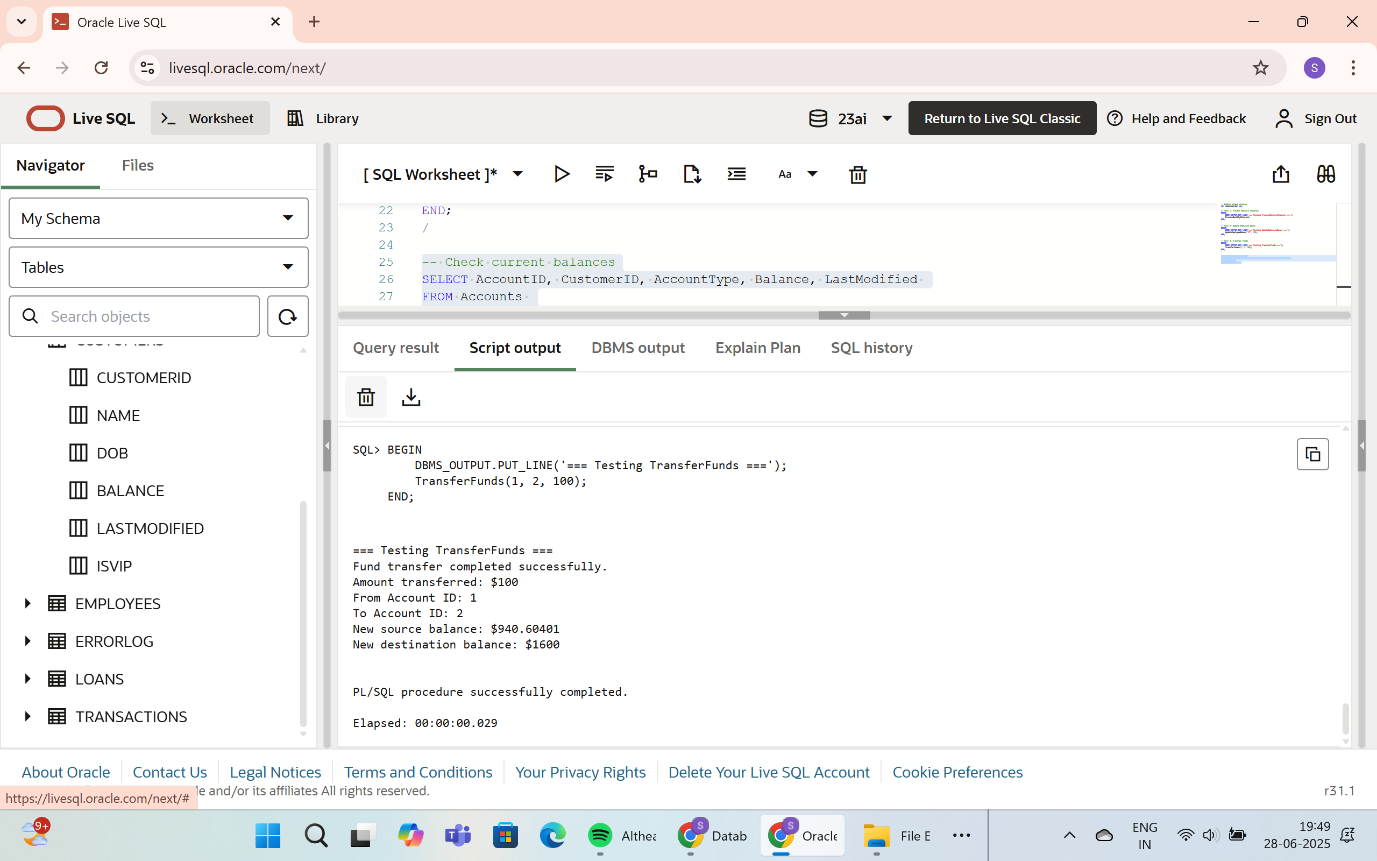 Oracle Live SQL
livesql.oracle.com/next/
S
Live SQL
>_ Worksheet
Library
23ai
Return to Live SQL Classic
Help and Feedback
Sign Out
Navigator
Files
My Schema
Tables
Search objects
CUSTOMERS
CUSTOMERID
NAME
DOB
BALANCE
LASTMODIFIED
ISVIP
EMPLOYEES
ERRORLOG
LOANS
TRANSACTIONS
[ SQL Worksheet ]*
Aa
22 END;
23 /
24
25 -- Check current balances
26 SELECT AccountID, CustomerID, AccountType, Balance, LastModified
27 FROM Accounts
Query result
Script output
DBMS output
Explain Plan
SQL history
SQL> BEGIN
DBMS_OUTPUT.PUT_LINE('=== Testing TransferFunds ===');
TransferFunds(1, 2, 100);
END;
=== Testing TransferFunds ===
Fund transfer completed successfully.
Amount transferred: $100
From Account ID: 1
To Account ID: 2
New source balance: $940.60401
New destination balance: $1600
PL/SQL procedure successfully completed.
Elapsed: 00:00:00.029
About Oracle
Contact Us
Legal Notices
Terms and Conditions
Your Privacy Rights
Delete Your Live SQL Account
Cookie Preferences
https://livesql.oracle.com/next/#
le and/or its affiliates All rights reserved.
r23.1.1
9+
Althea
Datab
Oracle
File E
ENG
IN
19:49
28-06-2025